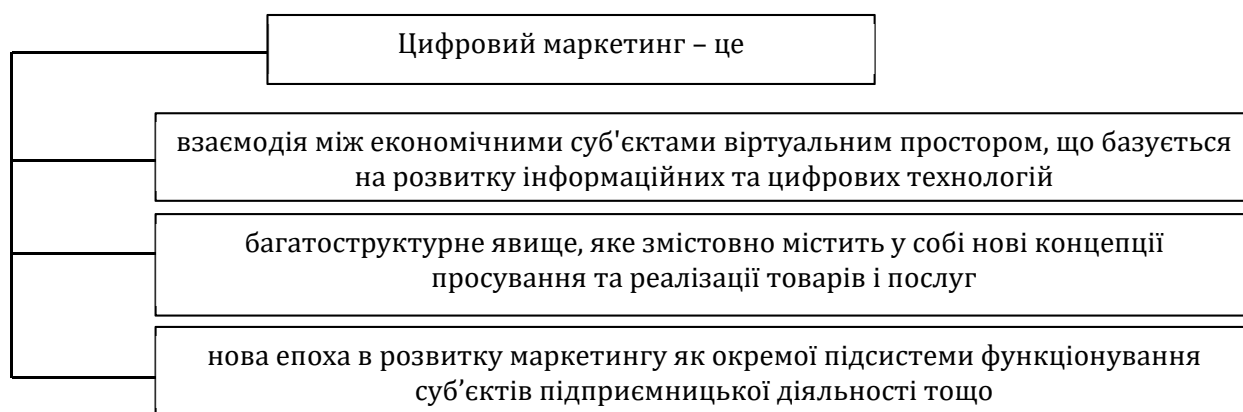 Цифровий маркетинг – це
взаємодія між економічними суб'єктами віртуальним простором, що базується
на розвитку інформаційних та цифрових технологій
багатоструктурне явище, яке змістовно містить у собі нові концепції
просування та реалізації товарів і послуг
нова епоха в розвитку маркетингу як окремої підсистеми функціонування
суб’єктів підприємницької діяльності тощо